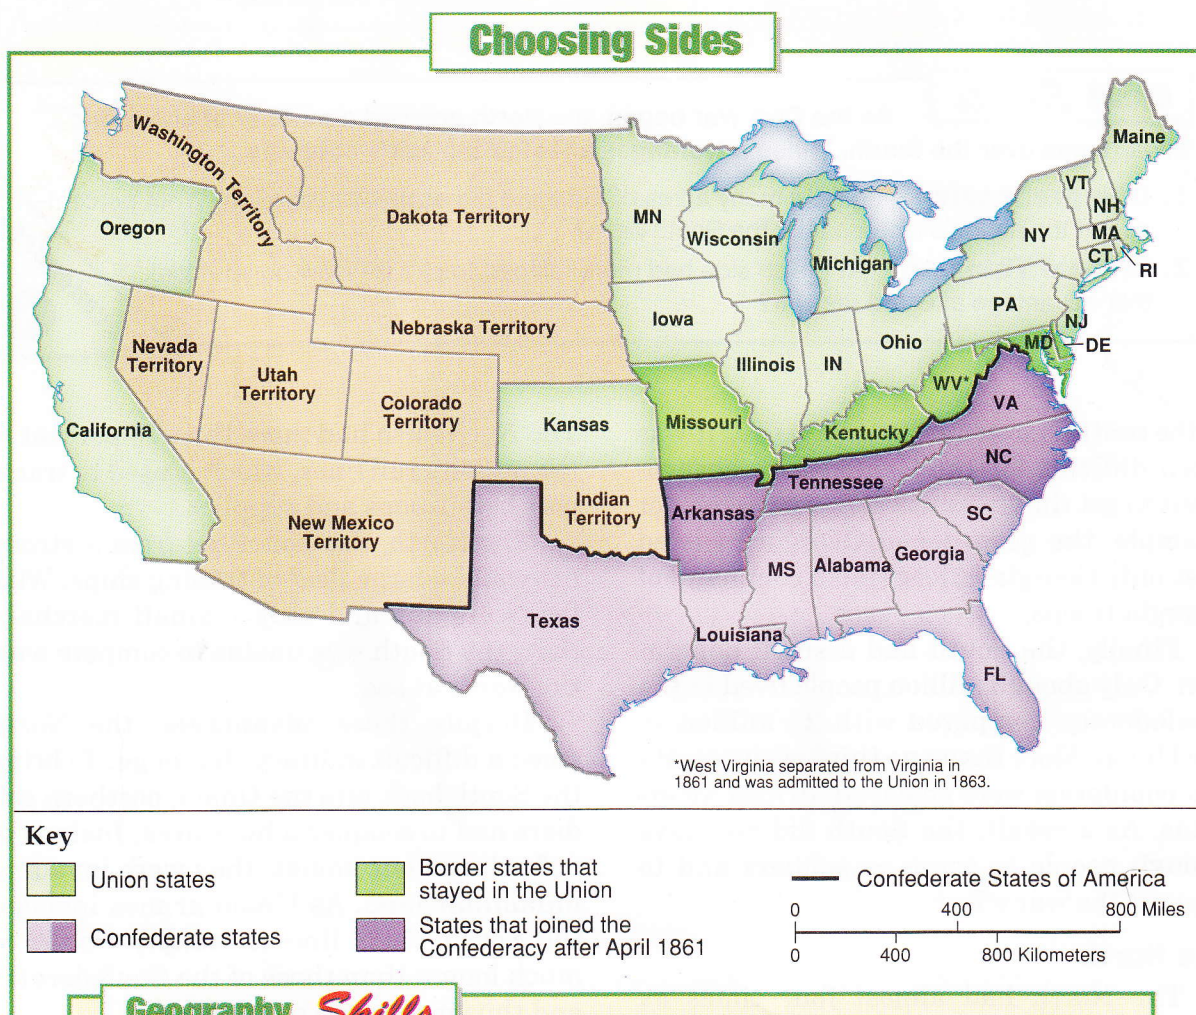 Choosing Sides
Maine
Washington Territory
VT
NH
Dakota Territory
MN
Oregon
NY
MA
Wisconsin
CT
RI
Michigan
PA
Iowa
NJ
Nebraska Territory
Ohio
MD
DE
Nevada
Territory
Illinois
IN
Utah
Territory
WV*
VA
Colorado
Territory
California
Kansas
Missouri
Kentucky
NC
Tennessee
Indian
Territory
Arkansas
SC
New Mexico
Territory
Georgia
MS
Alabama
Texas
Louisiana
FL
*West Virginia separated from Virginia in
1861 and was admitted to the Union in 1863.
Key
Union states
Border states that
stayed in the Union
Confederate States of America
Confederate states
States that joined the
Confederacy after April 1861
0 400 800 Miles
0 400 800 Kilometers
Geography Skills